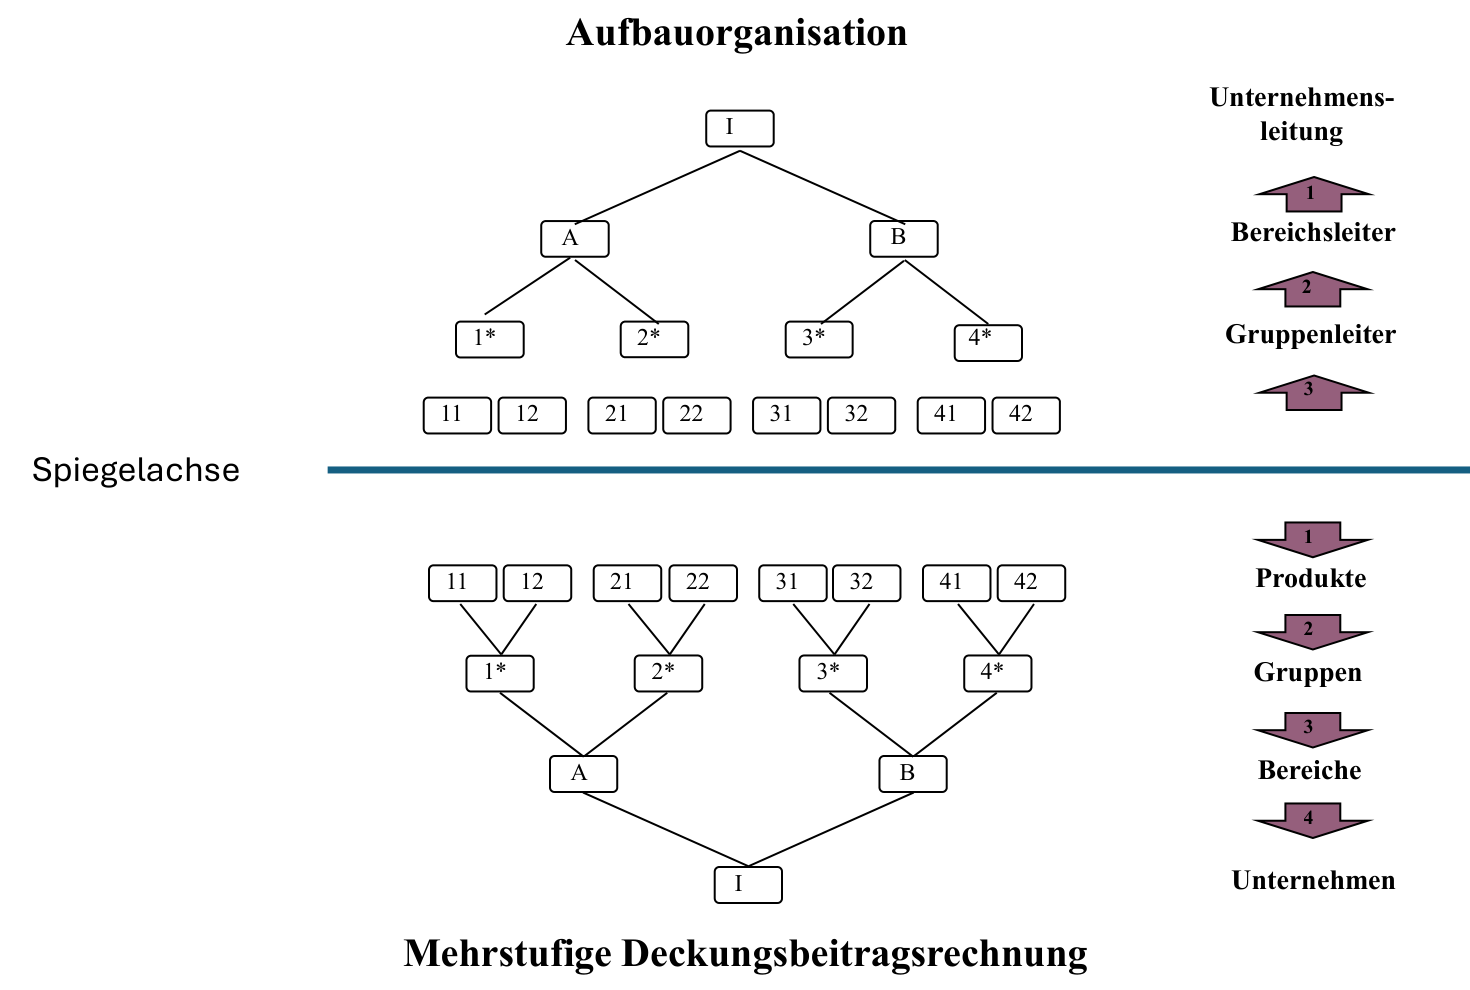 Aufbauorganisation
Unternehmens-
leitung
I
1
A B
Bereichsleiter
2
1* 2* 3* 4*
Gruppenleiter
3
11 12 21 22 31 32 41 42
Spiegelachse
1
11 12 21 22 31 32 41 42
Produkte
2
1* 2* 3* 4*
Gruppen
3
A B
Bereiche
4
I
Unternehmen
Mehrstufige Deckungsbeitragsrechnung